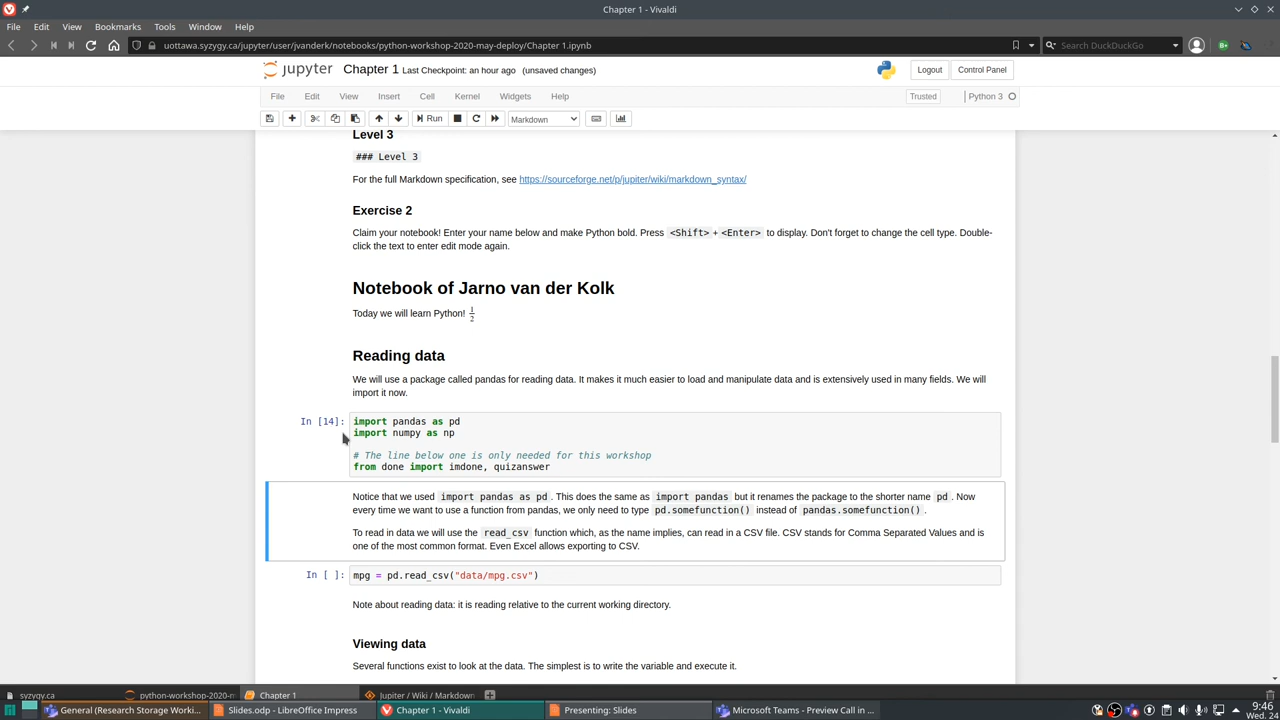 Chapter 1 - Vivaldi
File Edit View Bookmarks Tools Window Help
uottawa.syzygy.ca/jupyter/user/jvanderk/notebooks/python-workshop-2020-may-deploy/Chapter 1.ipynb
Search DuckDuckGo
jupyter Chapter 1 Last Checkpoint: an hour ago (unsaved changes)
Logout Control Panel
File Edit View Insert Cell Kernel Widgets Help
Trusted Python 3
Run Markdown
Level 3
### Level 3
For the full Markdown specification, see https://sourceforge.net/p/jupiter/wiki/markdown_syntax/
Exercise 2
Claim your notebook! Enter your name below and make Python bold. Press <Shift> + <Enter> to display. Don't forget to change the cell type. Double-
click the text to enter edit mode again.
Notebook of Jarno van der Kolk
Today we will learn Python! 1/2
Reading data
We will use a package called pandas for reading data. It makes it much easier to load and manipulate data and is extensively used in many fields. We will
import it now.
In [14]: import pandas as pd
import numpy as np
# The line below one is only needed for this workshop
from done import imdone, quizanswer
Notice that we used import pandas as pd . This does the same as import pandas but it renames the package to the shorter name pd . Now
every time we want to use a function from pandas, we only need to type pd.somefunction() instead of pandas.somefunction() .
To read in data we will use the read_csv function which, as the name implies, can read in a CSV file. CSV stands for Comma Separated Values and is
one of the most common format. Even Excel allows exporting to CSV.
In [ ]: mpg = pd.read_csv("data/mpg.csv")
Note about reading data: it is reading relative to the current working directory.
Viewing data
Several functions exist to look at the data. The simplest is to write the variable and execute it.
syzygy.ca python-workshop-2020-m Chapter 1 Jupiter / Wiki / Markdown
General (Research Storage Worki... Slides.odp - LibreOffice Impress Chapter 1 - Vivaldi Presenting: Slides Microsoft Teams - Preview Call in ...
9:46
Wed, 24